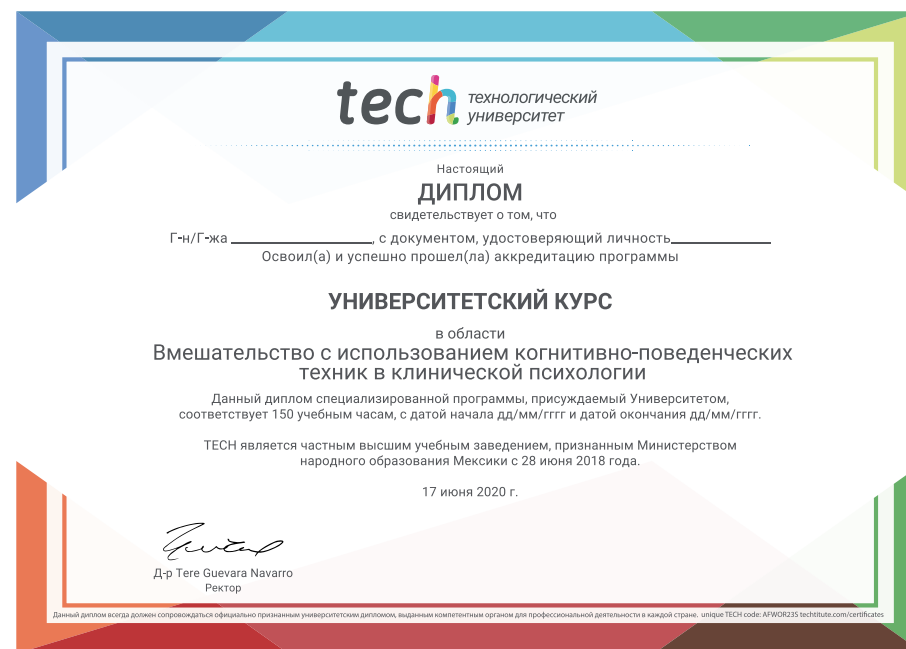 tech технологический
университет
Настоящий
ДИПЛОМ
свидетельствует о том, что
Г-н/Г-жа ____________, с документом, удостоверяющий личность____________
Освоил(а) и успешно прошел(ла) аккредитацию программы
УНИВЕРСИТЕТСКИЙ КУРС
в области
Вмешательство с использованием когнитивно-поведенческих
техник в клинической психологии
Данный диплом специализированной программы, присуждаемый Университетом,
соответствует 150 учебным часам, с датой начала дд/мм/гггг и датой окончания дд/мм/гггг.
TECH является частным высшим учебным заведением, признанным Министерством
народного образования Мексики с 28 июня 2018 года.
17 июня 2020 г.
Д-р Tere Guevara Navarro
Ректор
Данный диплом всегда должен сопровождаться официально признанным университетским дипломом, выданным компетентным органом для профессиональной деятельности в каждой стране. unique TECH code: AFWOR23S techtitute.com/certificates